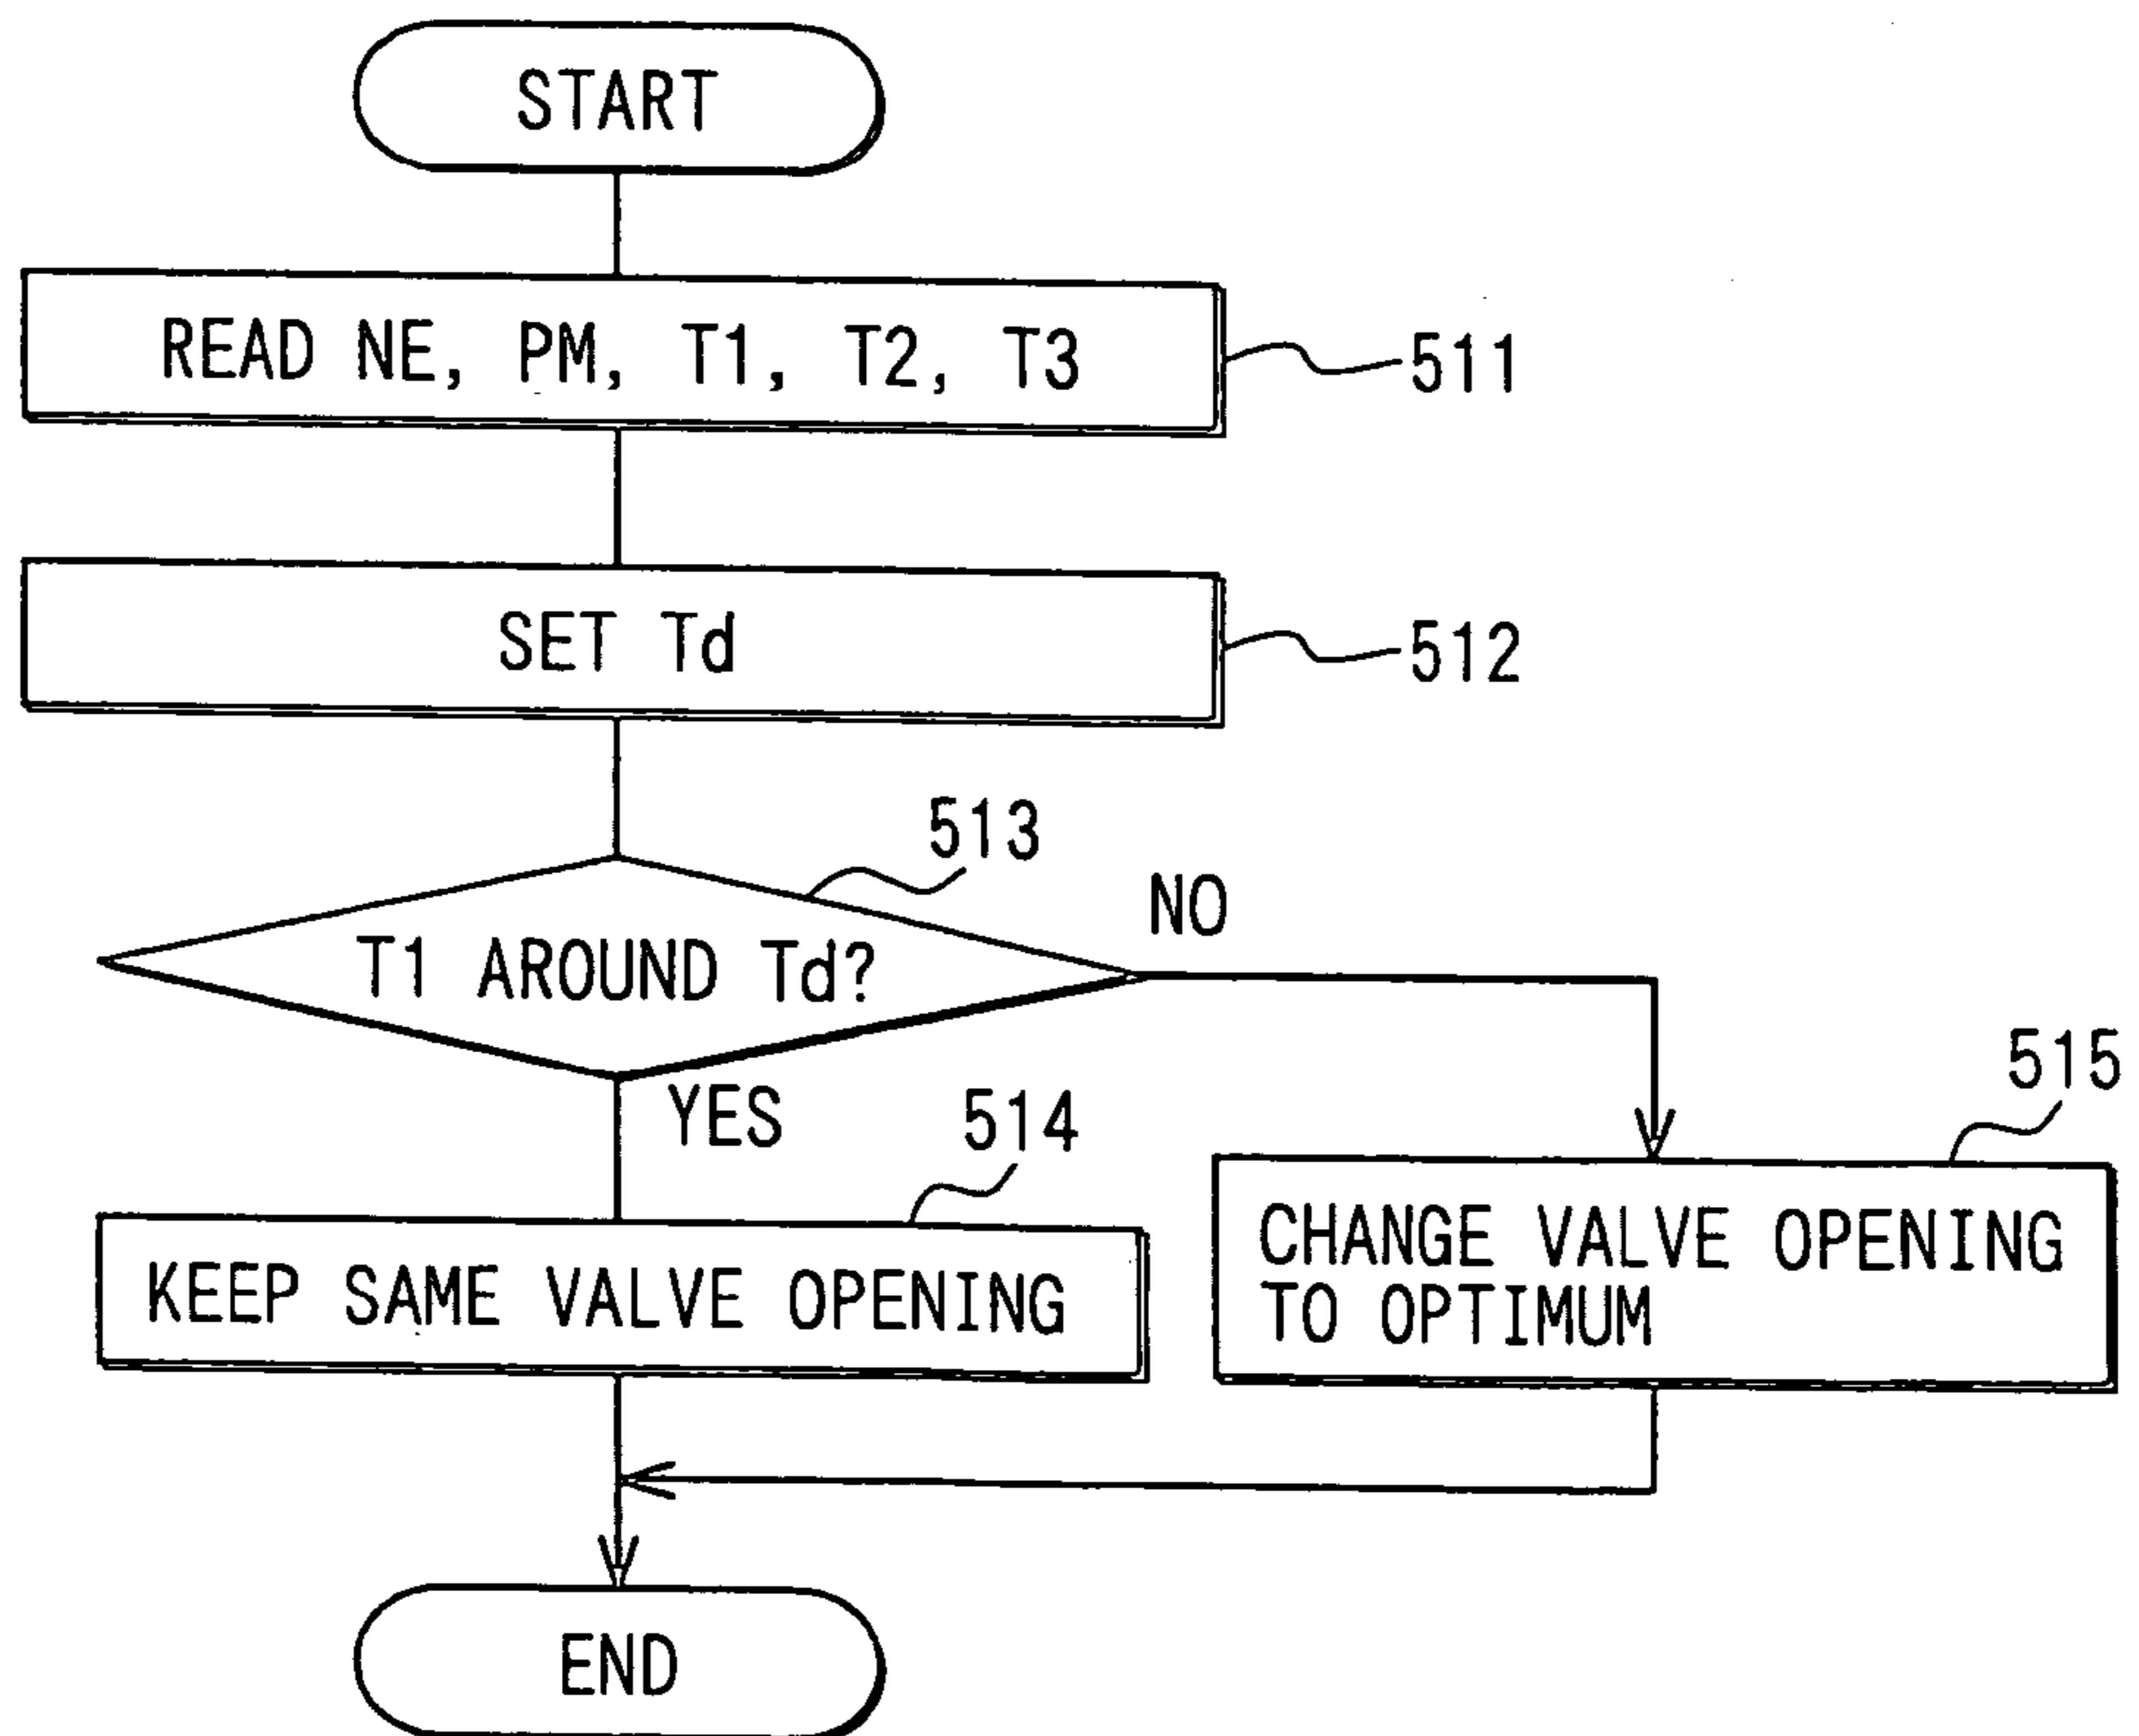 START
READ NE, PM, T1, T2, T3
511
SET Td
512
513
NO
T1 AROUND Td?
YES
514
515
KEEP SAME VALVE OPENING
CHANGE VALVE OPENING
TO OPTIMUM
END